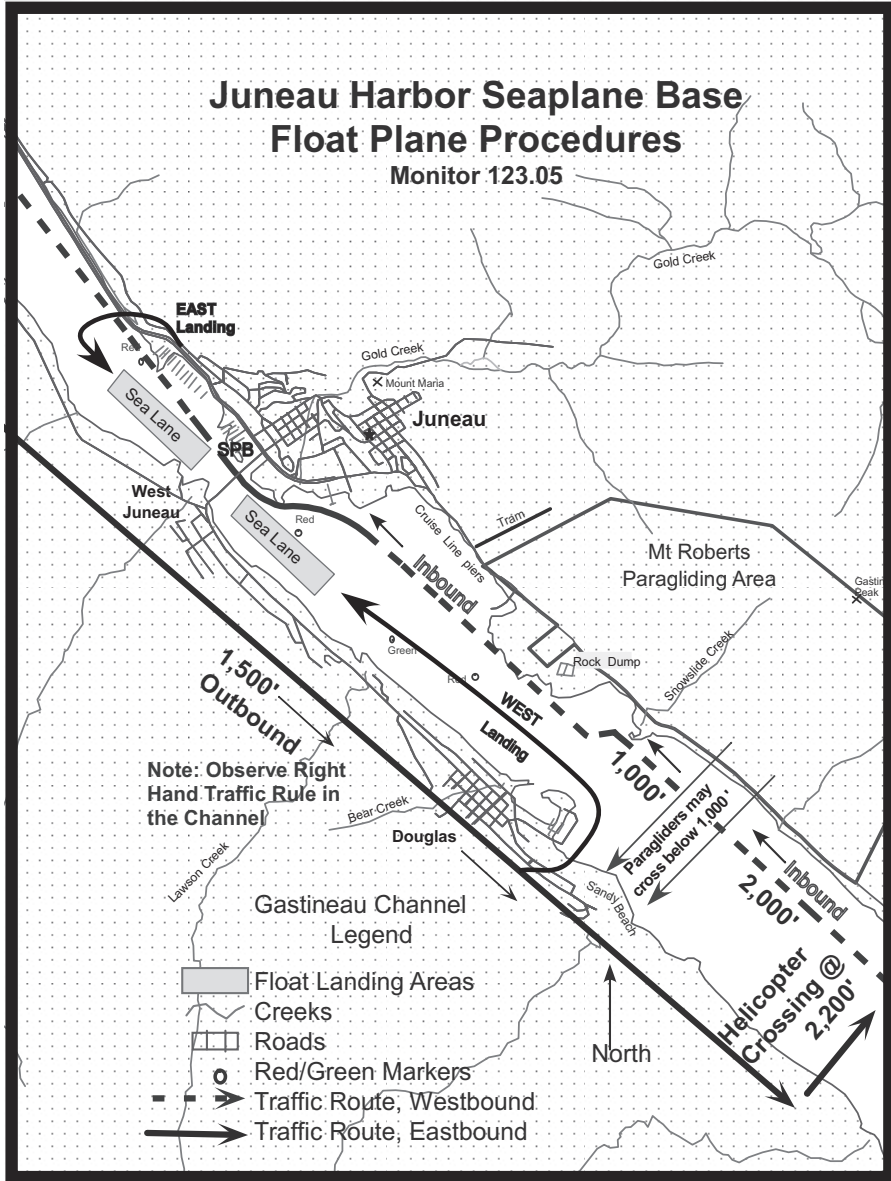 Juneau Harbor Seaplane Base
Float Plane Procedures
Monitor 123.05
Gold Creek
EAST
Landing
Red
Gold Creek
Mount Maria
Juneau
Sea Lane
SPB
West
Juneau
Sea Lane
Red
Cruise Line piers
Tram
Mt Roberts
Paragliding Area
Inbound
Green
Red
Rock Dump
Snowslide Creek
1,500'
Outbound
WEST
Landing
1,000'
Note: Observe Right
Hand Traffic Rule in
the Channel
Bear Creek
Douglas
Paragliders may
cross below 1,000'
Inbound
2,000'
Lawson Creek
Sandy Beach
Gastineau Channel
Legend
Helicopter
Crossing @
2,200'
Float Landing Areas
Creeks
Roads
North
Red/Green Markers
Traffic Route, Westbound
Traffic Route, Eastbound